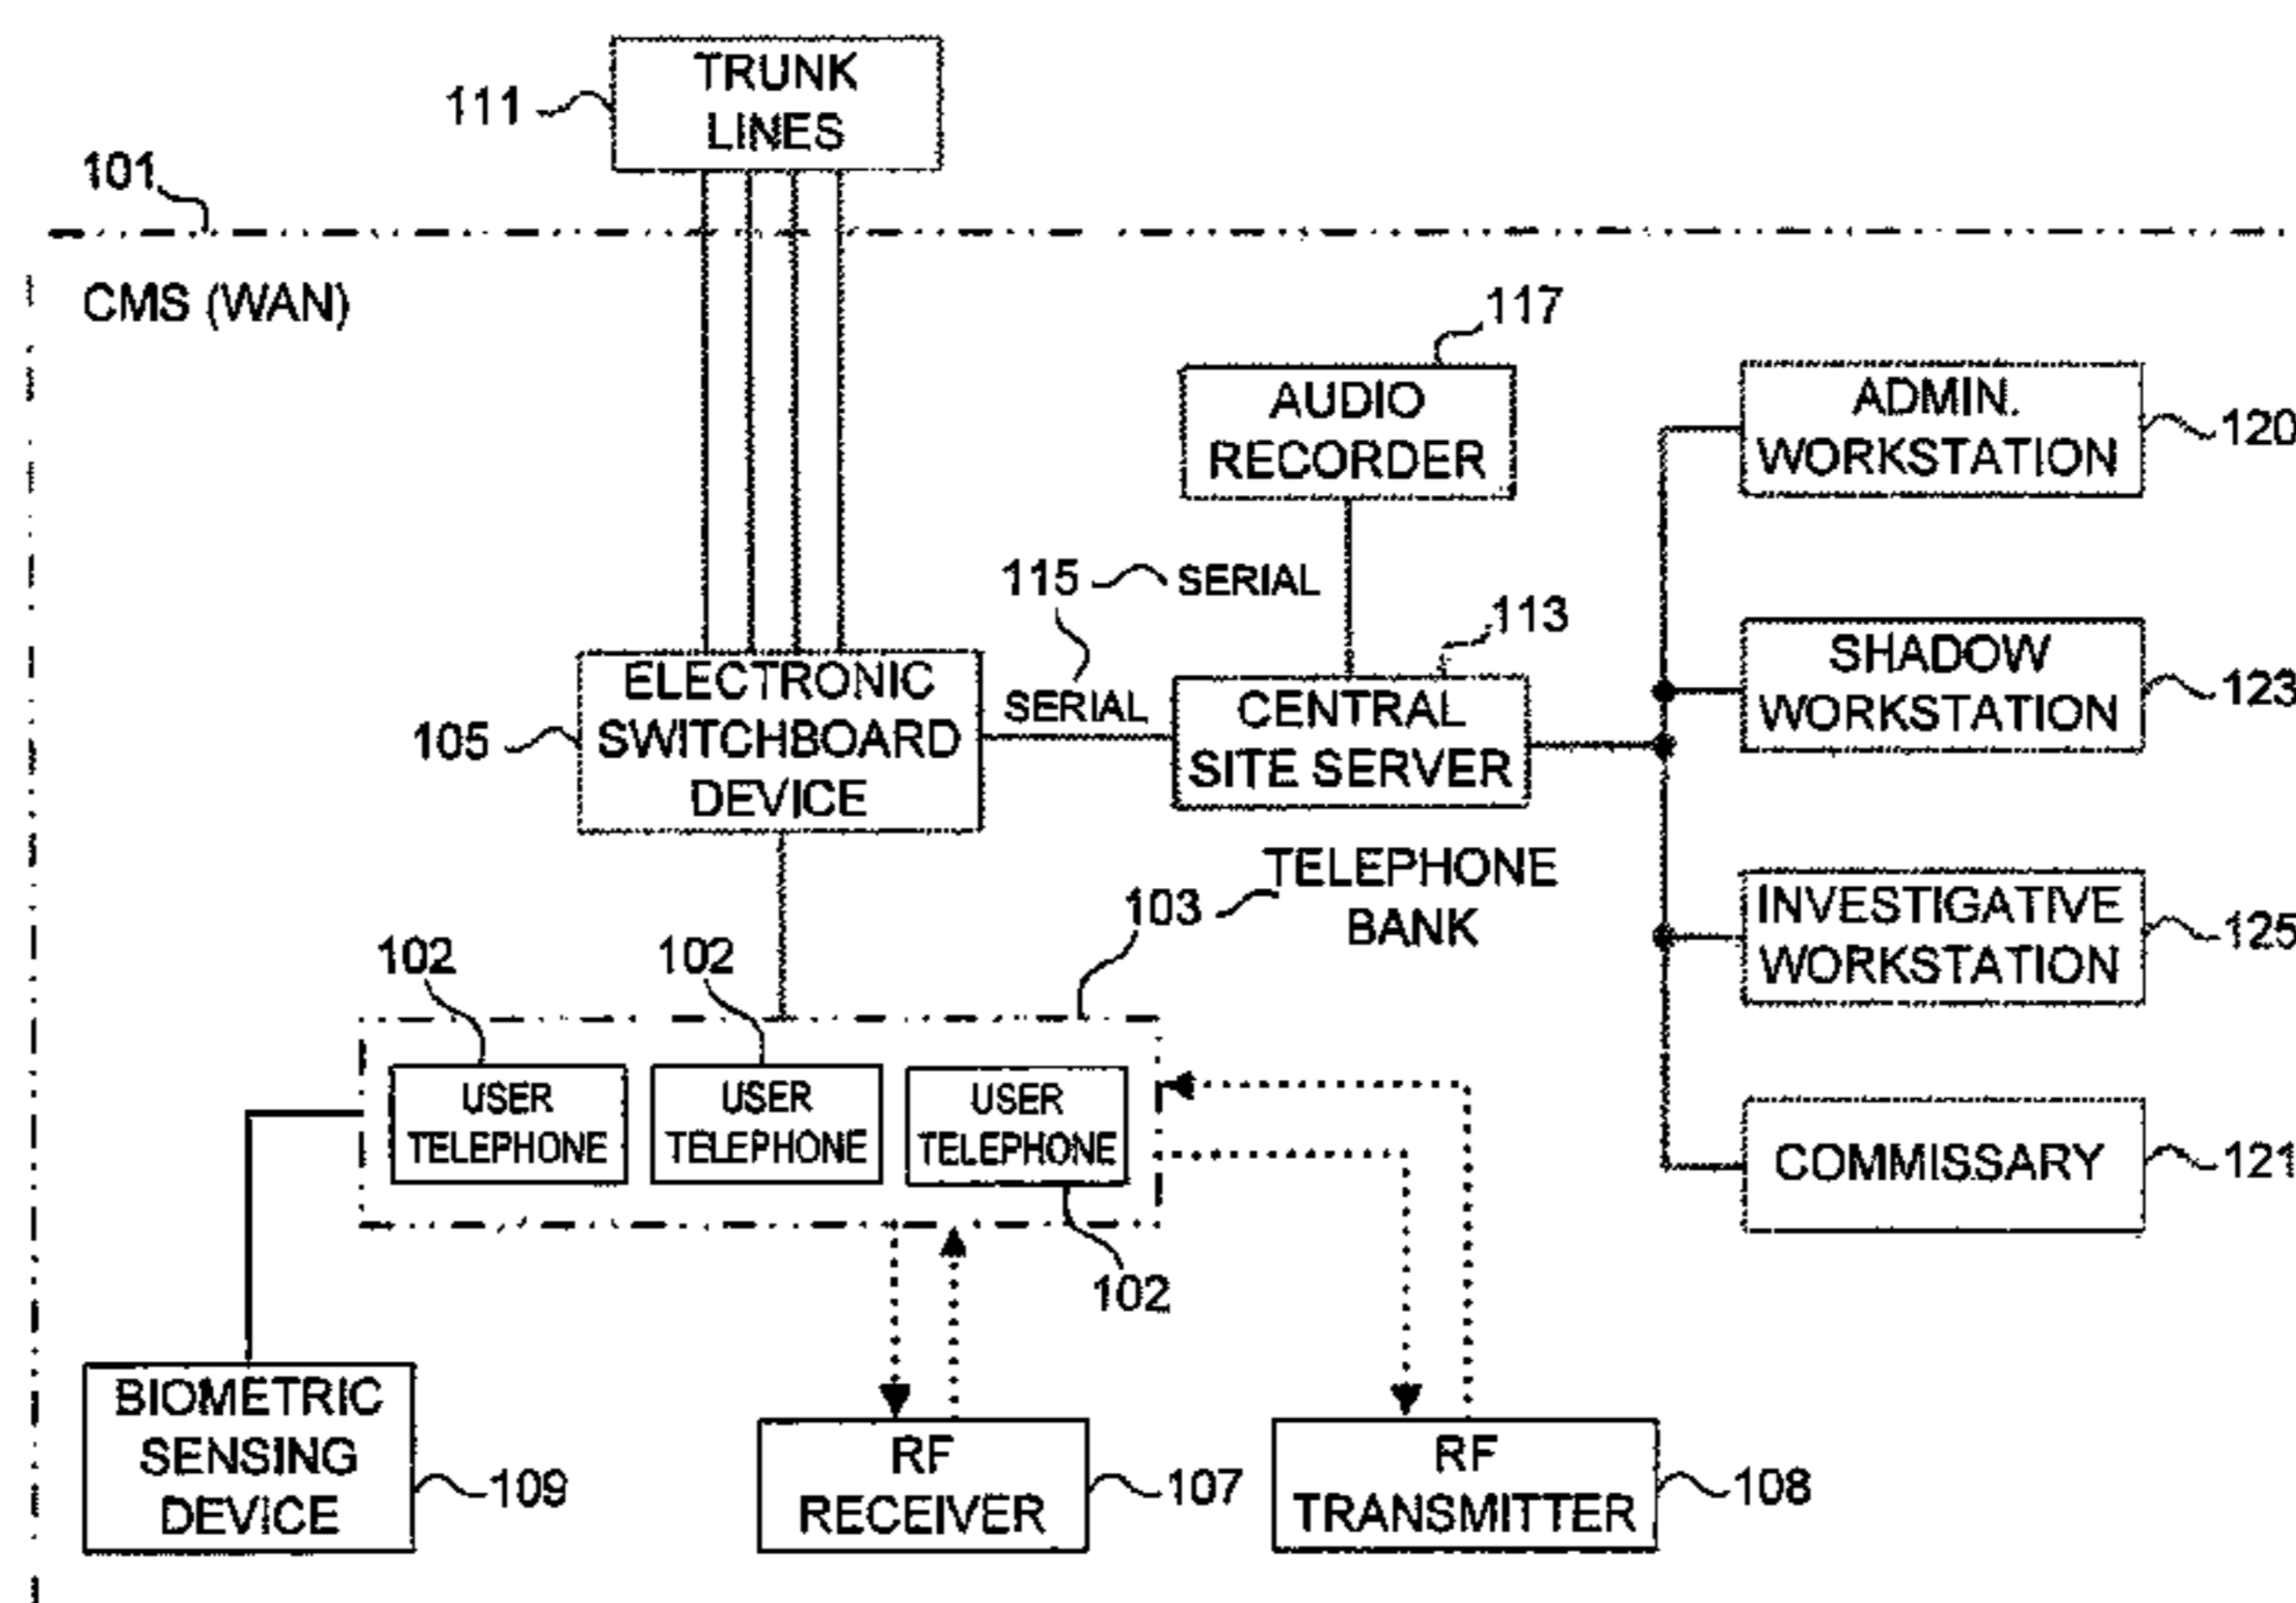 TRUNK
LINES
111
101
CMS (WAN)
117
AUDIO
RECORDER
ADMIN.
WORKSTATION
120
115
SERIAL
113
SHADOW
WORKSTATION
123
ELECTRONIC
SWITCHBOARD
DEVICE
105
SERIAL
CENTRAL
SITE SERVER
103
TELEPHONE
BANK
INVESTIGATIVE
WORKSTATION
125
102
102
USER
TELEPHONE
USER
TELEPHONE
USER
TELEPHONE
COMMISSARY
121
102
BIOMETRIC
SENSING
DEVICE
109
RF
RECEIVER
107
RF
TRANSMITTER
108